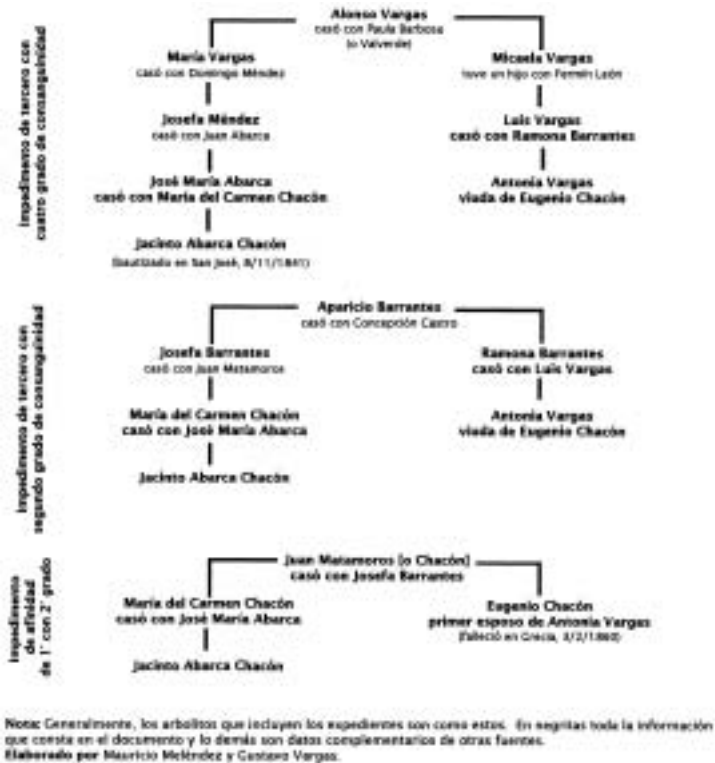 Impedimento de tercero con
cuatro grado de consanguinidad
Alonso Vargas
casó con Paula Barbosa
(o Valverde)
María Vargas
casó con Domingo Méndez
Micaela Vargas
tuvo un hijo con Fermín León
Josefa Méndez
casó con Juan Abarca
Luis Vargas
casó con Ramona Barrantes
José María Abarca
casó con María del Carmen Chacón
Antonia Vargas
viuda de Eugenio Chacón
Jacinto Abarca Chacón
(bautizado en San José, 8/11/1841)
Impedimento de tercero con
segundo grado de consanguinidad
Aparicio Barrantes
casó con Concepción Castro
Josefa Barrantes
casó con Juan Matamoros
Ramona Barrantes
casó con Luis Vargas
María del Carmen Chacón
casó con José María Abarca
Antonia Vargas
viuda de Eugenio Chacón
Jacinto Abarca Chacón
Impedimento
de afinidad
de 1° con 2° grado
Juan Matamoros [o Chacón]
casó con Josefa Barrantes
María del Carmen Chacón
casó con José María Abarca
Eugenio Chacón
primer esposo de Antonia Vargas
(falleció en Grecia, 3/2/1860)
Jacinto Abarca Chacón
Nota: Generalmente, los arbolitos que incluyen los expedientes son como estos. En negritas toda la información
que consta en el documento y lo demás son datos complementarios de otras fuentes.
Elaborado por Mauricio Meléndez y Gustavo Vargas.